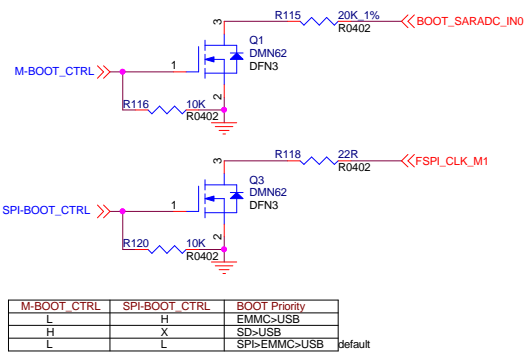 3
R115
20K_1%
R0402
BOOT_SARADC_IN0
Q1
DMN62
DFN3
M-BOOT_CTRL
1
R116
10K
R0402
2
3
R118
22R
R0402
FSPI_CLK_M1
Q3
DMN62
DFN3
SPI-BOOT_CTRL
1
R120
10K
R0402
2
M-BOOT_CTRL SPI-BOOT_CTRL BOOT Priority
L H EMMC>USB
H X SD>USB
L L SPI>EMMC>USB default